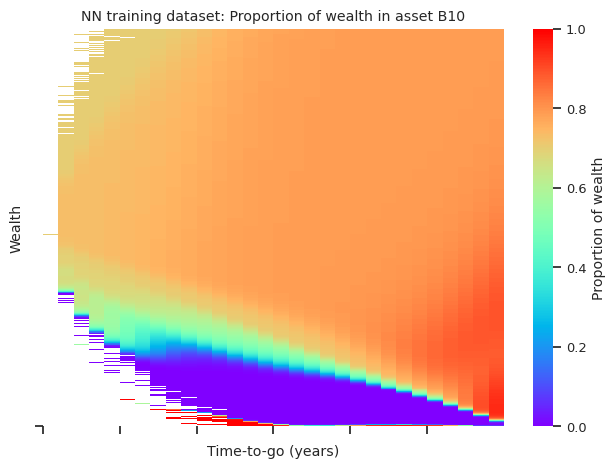 NN training dataset: Proportion of wealth in asset B10
Wealth
Time-to-go (years)
1.0
0.8
0.6
0.4
0.2
0.0
Proportion of wealth